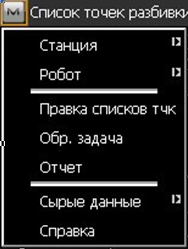 Список точек разбивки
Станция
Робот
Правка списков тчк
Обр. задача
Отчет
Сырые данные
Справка